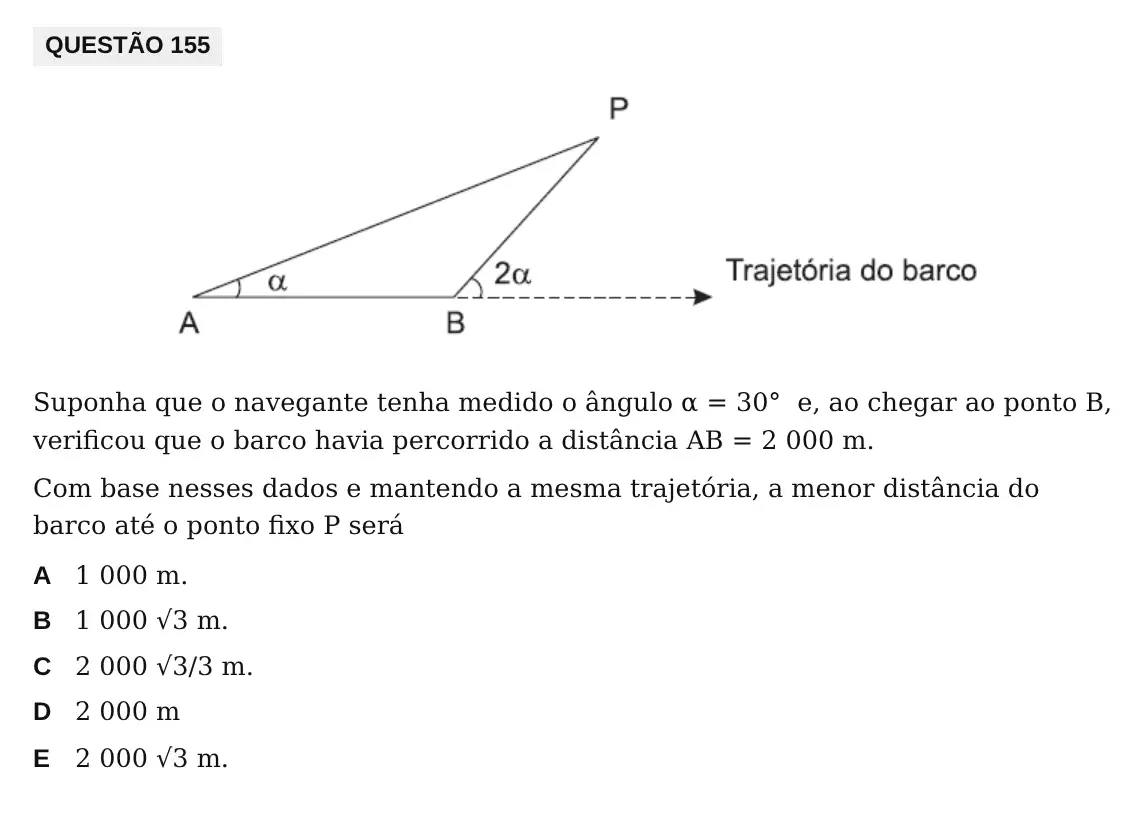 QUESTÃO 155
P
α
2α
Trajetória do barco
A
B
Suponha que o navegante tenha medido o ângulo α = 30° e, ao chegar ao ponto B,
verificou que o barco havia percorrido a distância AB = 2 000 m.
Com base nesses dados e mantendo a mesma trajetória, a menor distância do
barco até o ponto fixo P será
A 1 000 m.
B 1 000 √3 m.
C 2 000 √3/3 m.
D 2 000 m
E 2 000 √3 m.